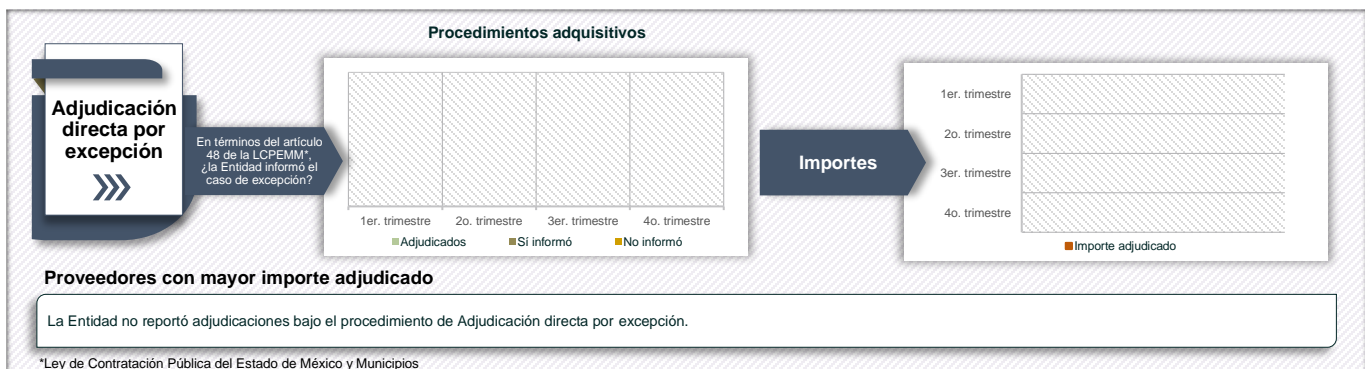 Procedimientos adquisitivos
Adjudicación
directa por
excepción
En términos del artículo
48 de la LCPEMM*,
¿la Entidad informó el
caso de excepción?
1er. trimestre 2o. trimestre 3er. trimestre 4o. trimestre
Adjudicados Sí informó No informó
Importes
1er. trimestre
2o. trimestre
3er. trimestre
4o. trimestre
Importe adjudicado
Proveedores con mayor importe adjudicado
La Entidad no reportó adjudicaciones bajo el procedimiento de Adjudicación directa por excepción.
*Ley de Contratación Pública del Estado de México y Municipios